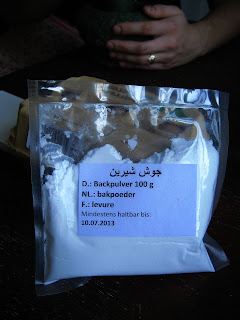 جوش شیرین
D.: Backpulver 100 g
NL.: bakpoeder
F.: levure
Mindestens haltbar bis:
10.07.2013